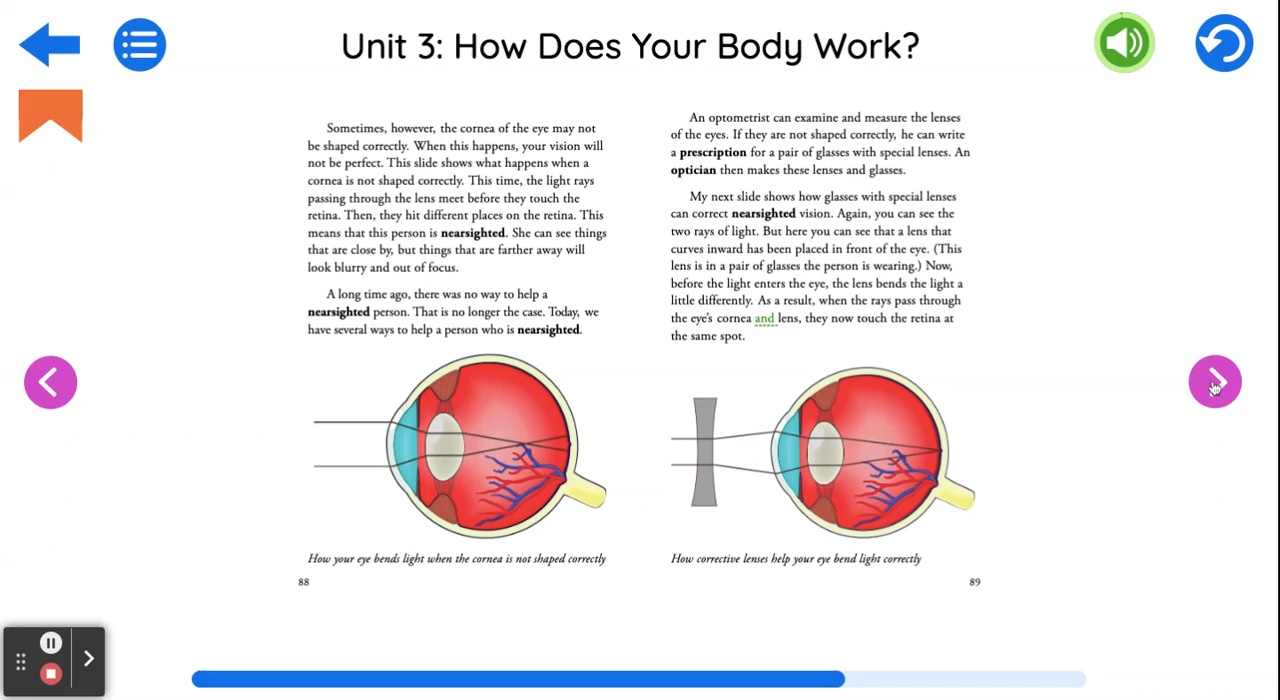 Unit 3: How Does Your Body Work?
Sometimes, however, the cornea of the eye may not
be shaped correctly. When this happens, your vision will
not be perfect. This slide shows what happens when a
cornea is not shaped correctly. This time, the light rays
passing through the lens meet before they touch the
retina. Then, they hit different places on the retina. This
means that this person is nearsighted. She can see things
that are close by, but things that are farther away will
look blurry and out of focus.
A long time ago, there was no way to help a
nearsighted person. That is no longer the case. Today, we
have several ways to help a person who is nearsighted.
How your eye bends light when the cornea is not shaped correctly
88
An optometrist can examine and measure the lenses
of the eyes. If they are not shaped correctly, he can write
a prescription for a pair of glasses with special lenses. An
optician then makes these lenses and glasses.
My next slide shows how glasses with special lenses
can correct nearsighted vision. Again, you can see the
two rays of light. But here you can see that a lens that
curves inward has been placed in front of the eye. (This
lens is in a pair of glasses the person is wearing.) Now,
before the light enters the eye, the lens bends the light a
little differently. As a result, when the rays pass through
the eye's cornea and lens, they now touch the retina at
the same spot.
How corrective lenses help your eye bend light correctly
89